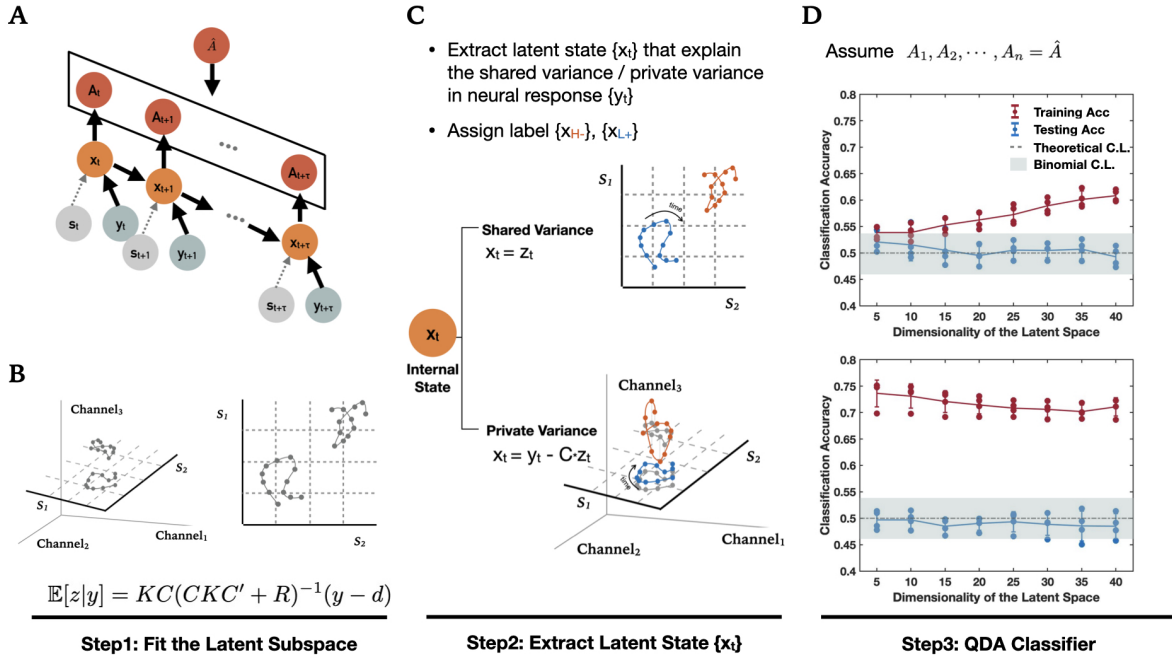 A
Â
A_t
A_t+1
...
A_t+τ
x_t
x_t+1
...
x_t+τ
s_t
y_t
s_t+1
y_t+1
s_t+τ
y_t+τ
B
Channel₃
S₁
S₂
Channel₂
Channel₁
S₁
S₂
𝔼[z|y] = KC(CKC′ + R)⁻¹(y − d)
Step1: Fit the Latent Subspace
C
• Extract latent state {x_t} that explain
the shared variance / private variance
in neural response {y_t}
• Assign label {x_H-}, {x_L+}
S₁
time
S₂
Shared Variance
x_t = z_t
x_t
Internal
State
Private Variance
x_t = y_t - C·z_t
Channel₃
S₂
time
S₁
Channel₂
Channel₁
Step2: Extract Latent State {x_t}
D
Assume A₁, A₂, ⋯ , Aₙ = Â
Classification Accuracy
0.8
0.75
0.7
0.65
0.6
0.55
0.5
0.45
0.4
Training Acc
Testing Acc
Theoretical C.L.
Binomial C.L.
5 10 15 20 25 30 35 40
Dimensionality of the Latent Space
Classification Accuracy
0.8
0.75
0.7
0.65
0.6
0.55
0.5
0.45
0.4
5 10 15 20 25 30 35 40
Dimensionality of the Latent Space
Step3: QDA Classifier